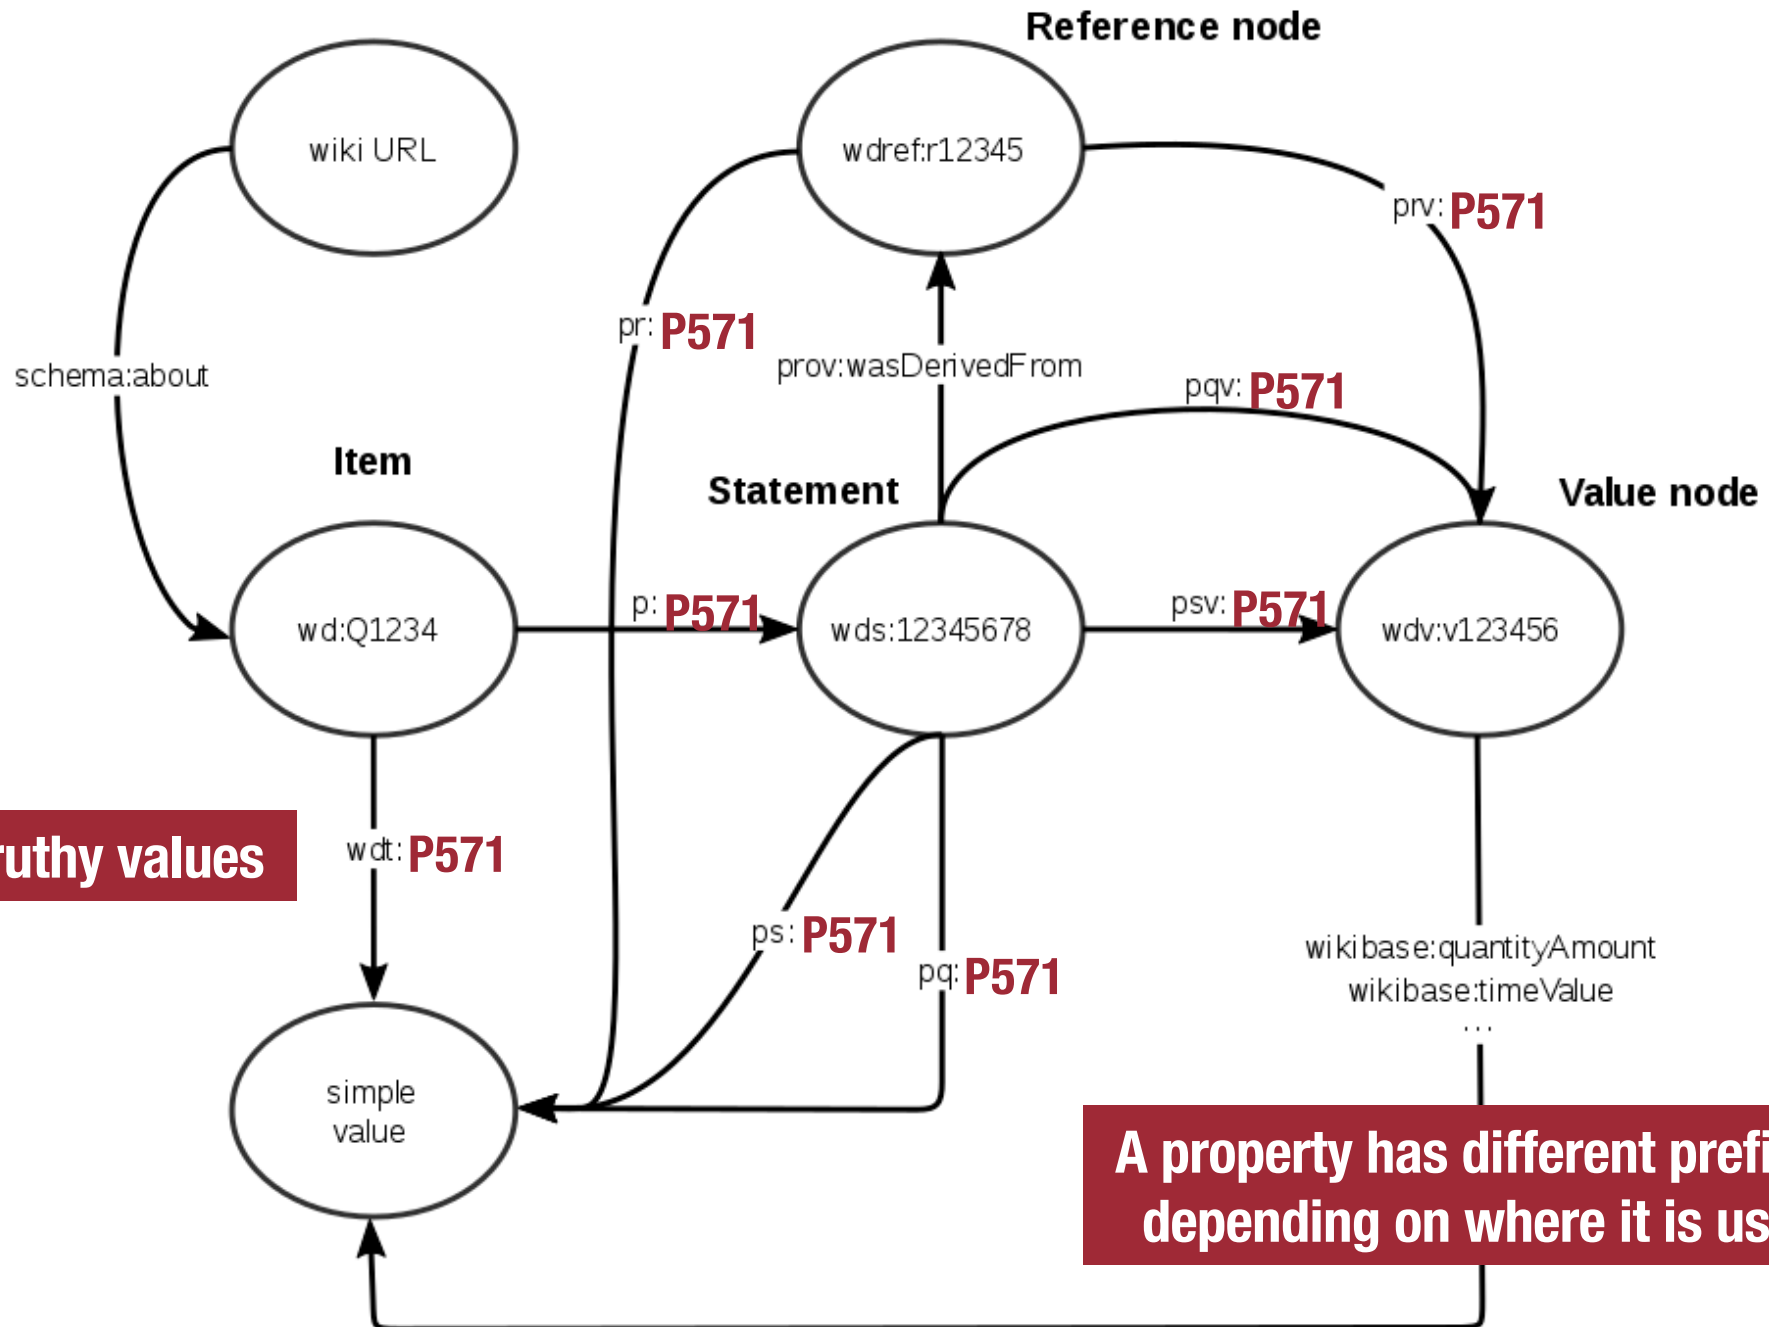 Reference node
wiki URL
wdref:r12345
prv: P571
pr: P571
prov:wasDerivedFrom
schema:about
pqv: P571
Item
Statement
Value node
wd:Q1234
p: P571
wds:12345678
psv: P571
wdv:v123456
ruthy values
wdt: P571
ps: P571
pq: P571
wikibase:quantityAmount
wikibase:timeValue
...
simple
value
A property has different prefi
depending on where it is us